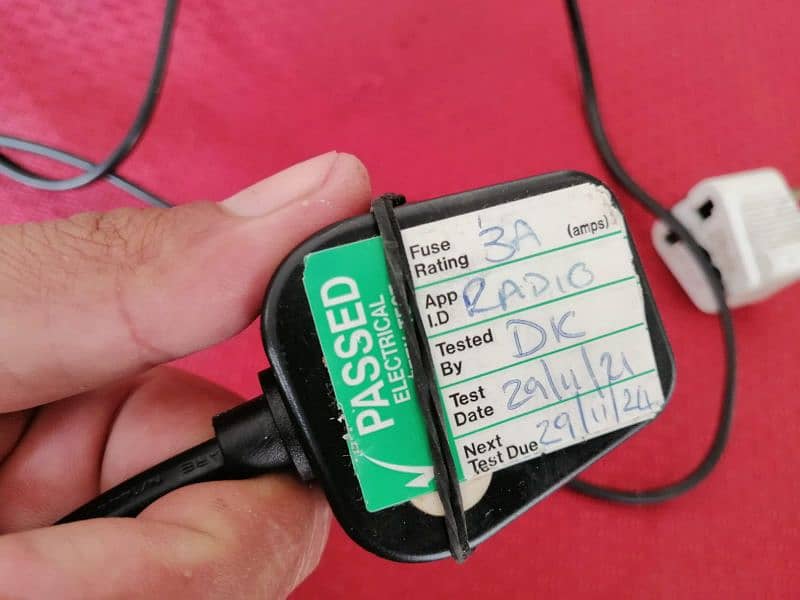 PASSED
ELECTRICAL
Fuse Rating 3A (amps)
App I.D RADIO
Tested By DK
Test Date 29/11/21
Next Test Due 29/11/24